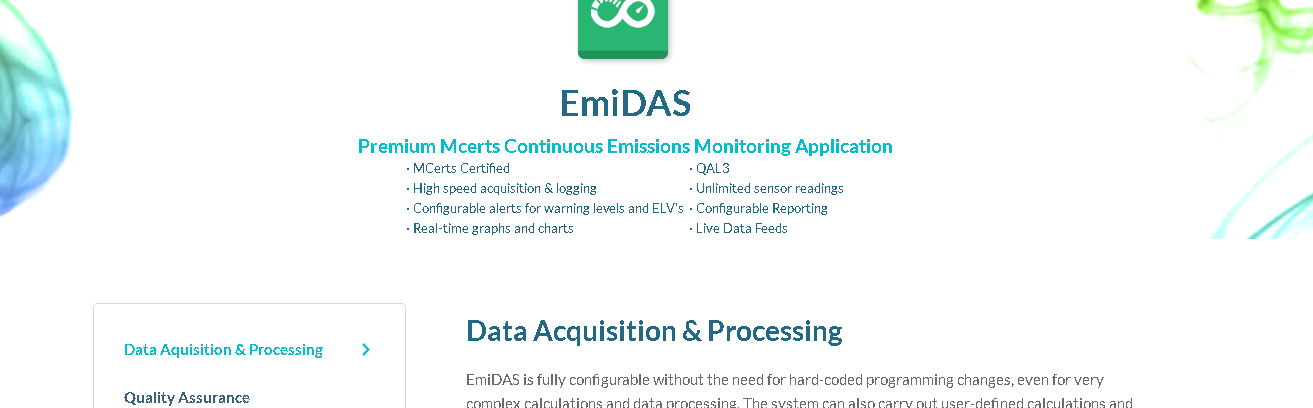 EmiDAS
Premium Mcerts Continuous Emissions Monitoring Application
· MCerts Certified
· High speed acquisition & logging
· Configurable alerts for warning levels and ELV's
· Real-time graphs and charts
· QAL3
· Unlimited sensor readings
· Configurable Reporting
· Live Data Feeds
Data Aquisition & Processing
Quality Assurance
Data Acquisition & Processing
EmiDAS is fully configurable without the need for hard-coded programming changes, even for very
complex calculations and data processing. The system can also carry out user-defined calculations and